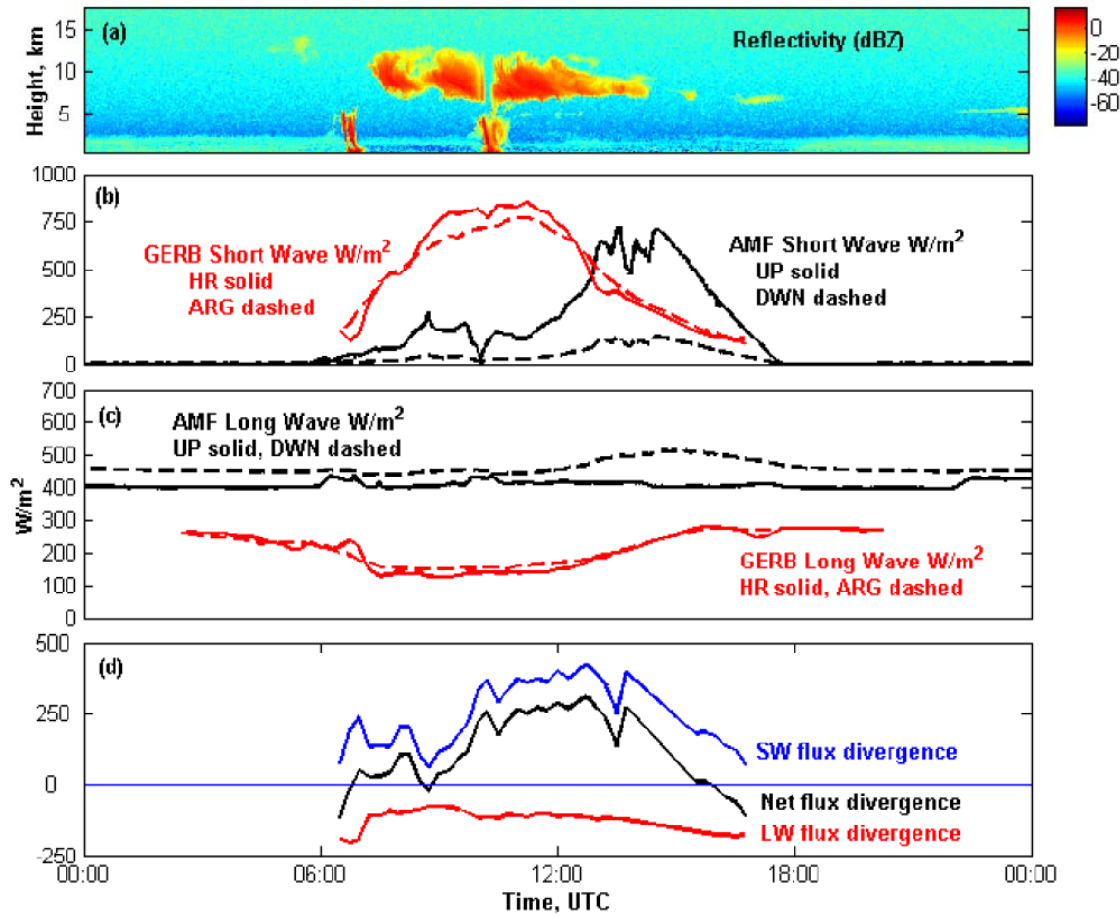 (a)
Reflectivity (dBZ)
Height, km
15
10
5
0
-20
-40
-60
(b)
GERB Short Wave W/m²
HR solid
ARG dashed
AMF Short Wave W/m²
UP solid
DWN dashed
1000
750
500
250
0
(c)
AMF Long Wave W/m²
UP solid, DWN dashed
GERB Long Wave W/m²
HR solid, ARG dashed
W/m²
700
600
500
400
300
200
100
0
(d)
SW flux divergence
Net flux divergence
LW flux divergence
500
250
0
-250
00:00
06:00
12:00
18:00
00:00
Time, UTC